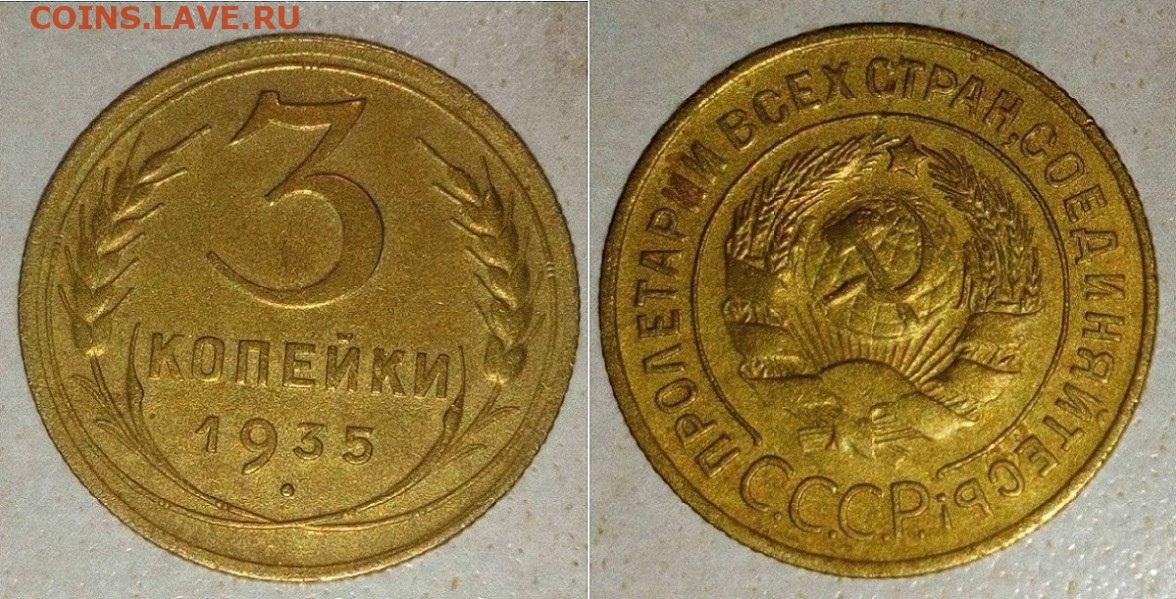 COINS.LAVE.RU
3
КОПЕЙКИ
1935
ПРОЛЕТАРИИ ВСЕХ СТРАН, СОЕДИНЯЙТЕСЬ!
С.С.С.Р.